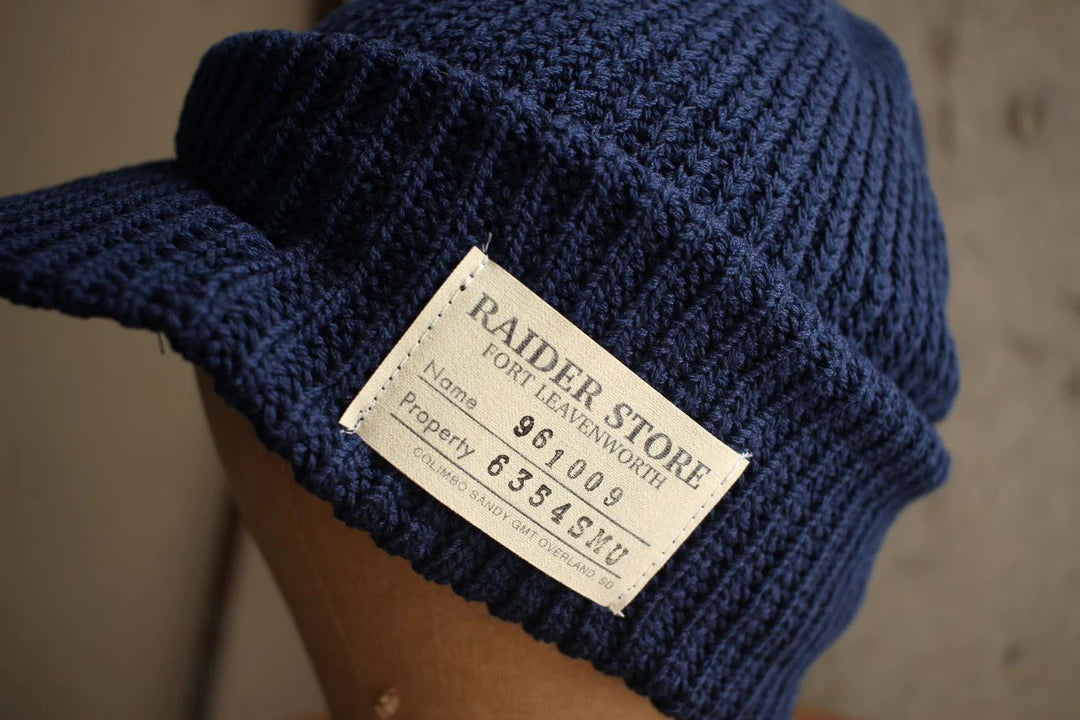 RAIDER STORE
FORT LEAVENWORTH
Name 961009
Property 6354SMU
COLIMBO SANDY GMT OVERLAND, SD